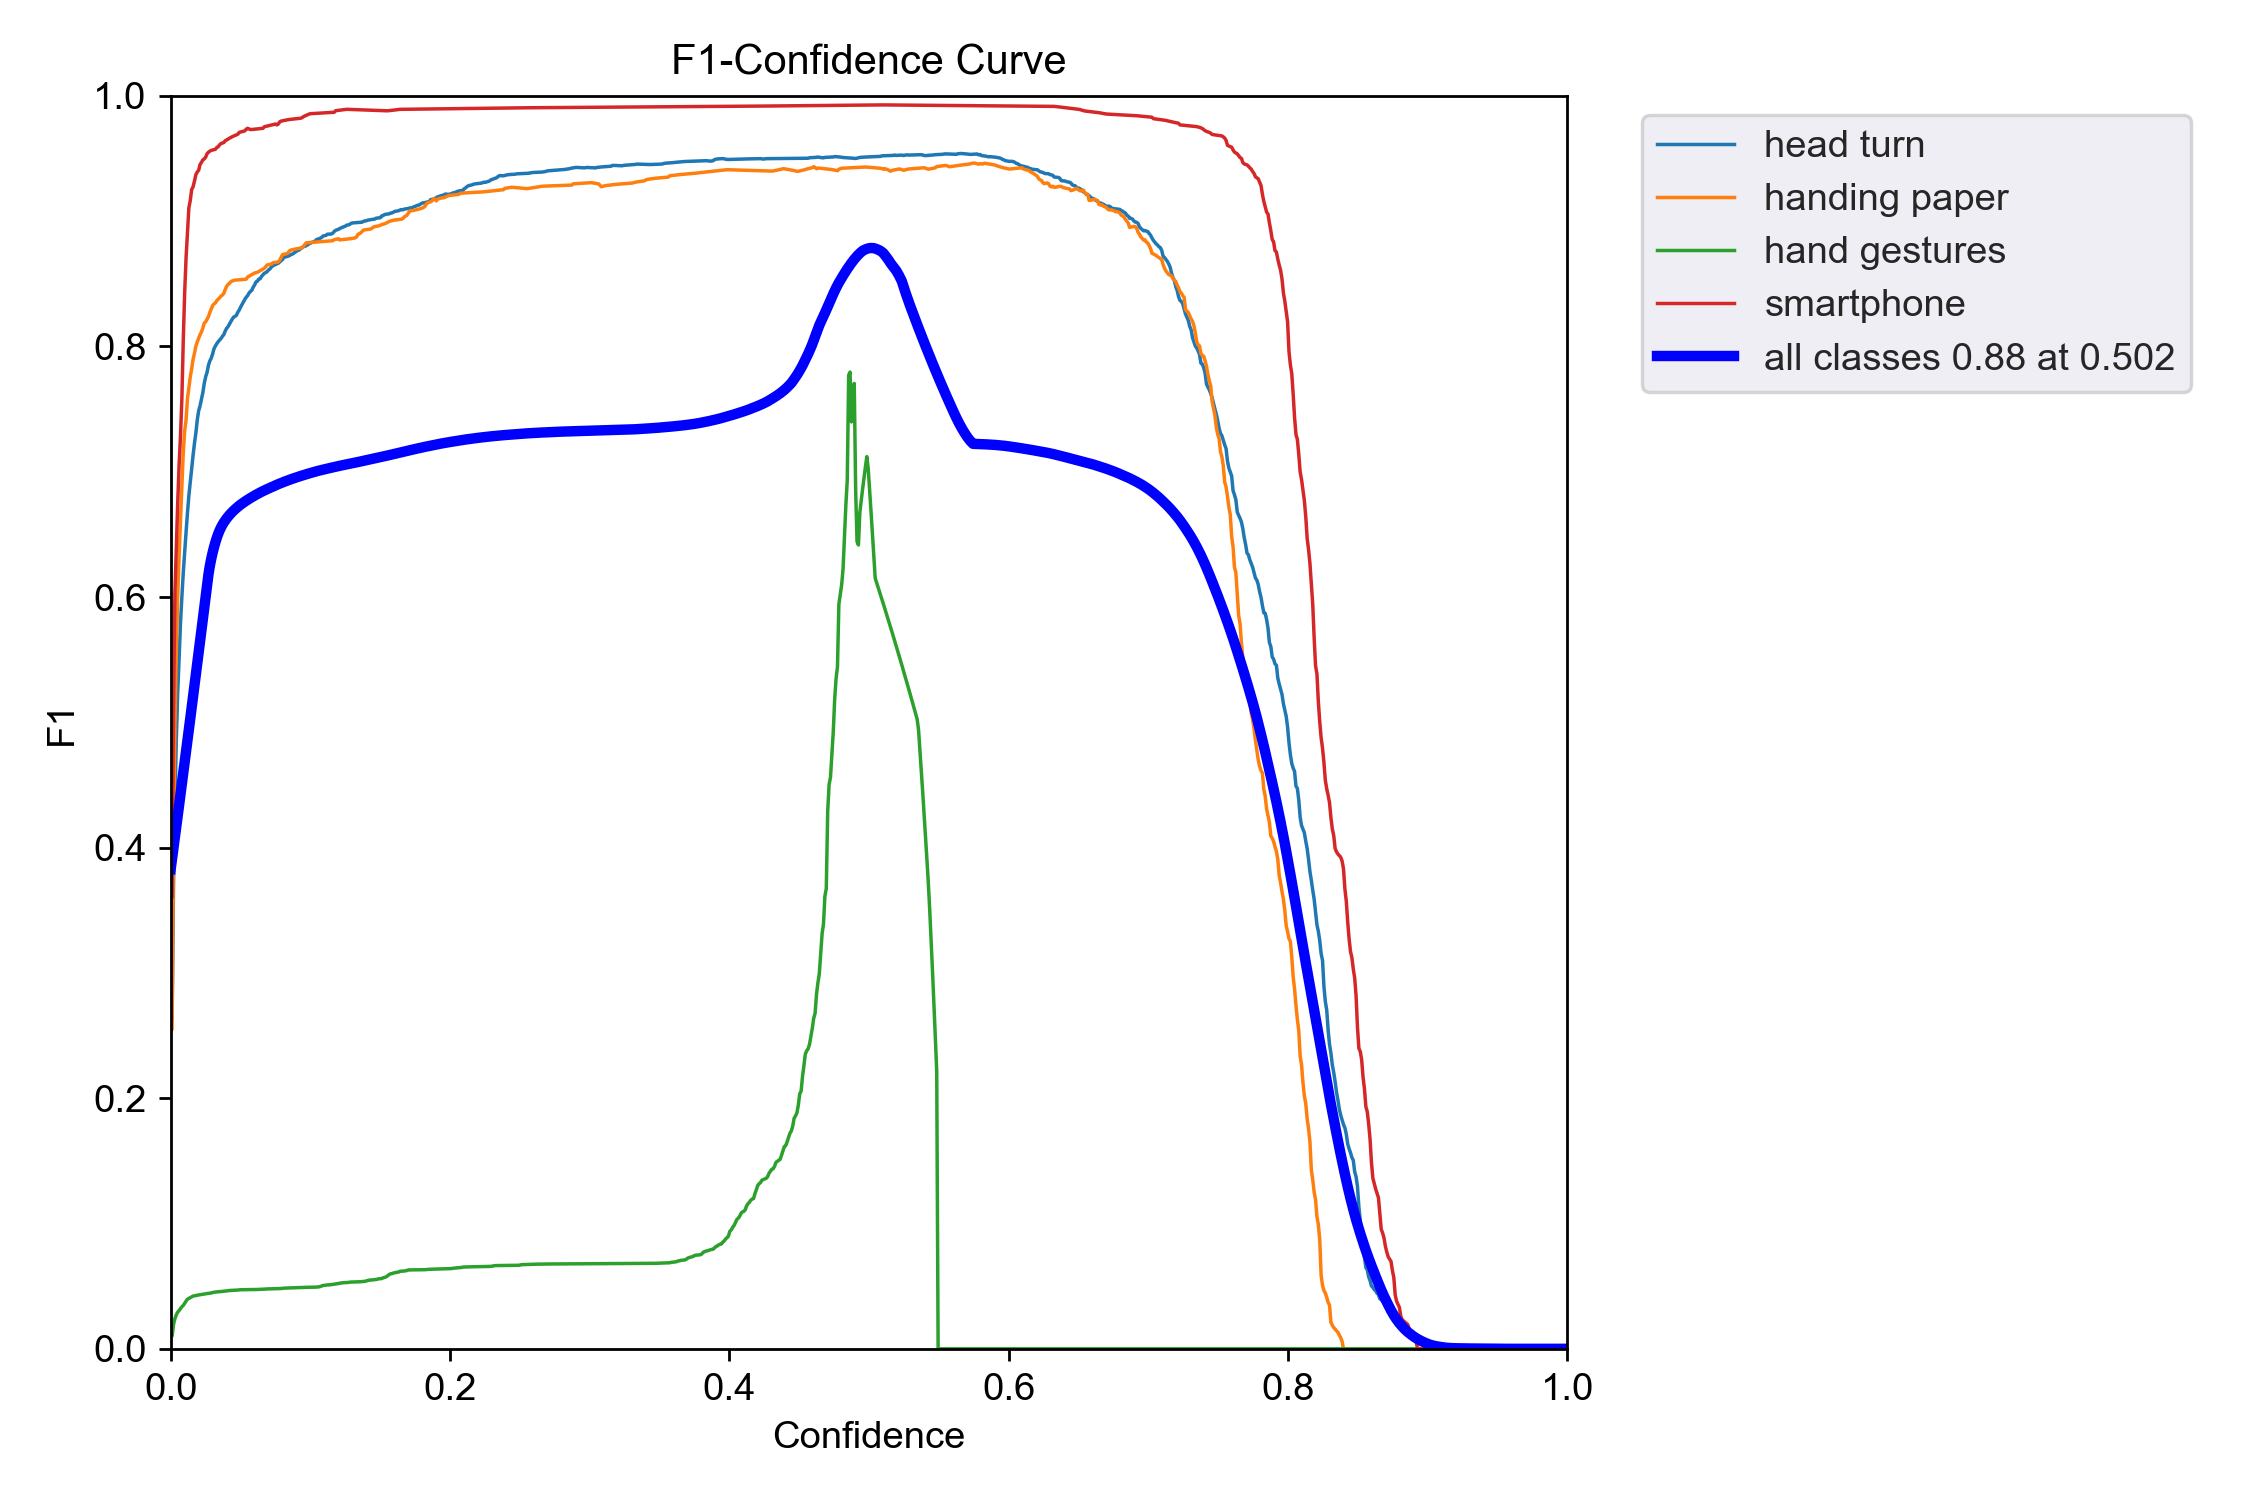 F1-Confidence Curve
1.0
0.8
0.6
0.4
0.2
0.0
F1
0.0 0.2 0.4 0.6 0.8 1.0
Confidence
head turn
handing paper
hand gestures
smartphone
all classes 0.88 at 0.502